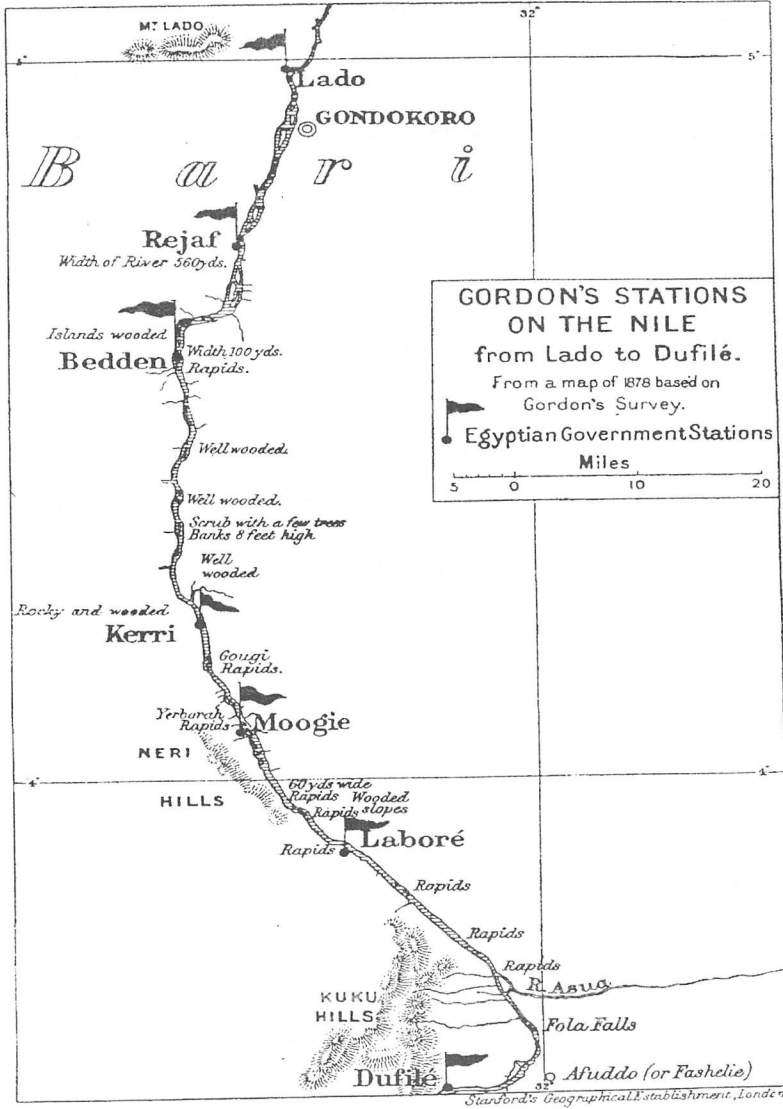 MT LADO
32°
5°
5°
Lado
GONDOKORO
Bari
Rejaf
Width of River 560yds.
GORDON'S STATIONS
ON THE NILE
from Lado to Dufilé.
From a map of 1878 based on
Gordon's Survey.
Egyptian Government Stations
Miles
5 0 10 20
Islands wooded
Bedden
Width 100 yds.
Rapids.
Well wooded.
Well wooded.
Scrub with a few trees
Banks 8 feet high
Well
wooded
Rocky and wooded
Kerri
Gougi
Rapids.
Yerborah
Rapids
Moogie
NERI
HILLS
4°
4°
60 yds wide
Rapids
Rapids
Wooded
slopes
Laboré
Rapids
Rapids
Rapids
Rapids
R. Asua
KUKU
HILLS
Fola Falls
Dufilé
32°
Afuddo (or Fashelie)
Stanford's Geographical Establishment,